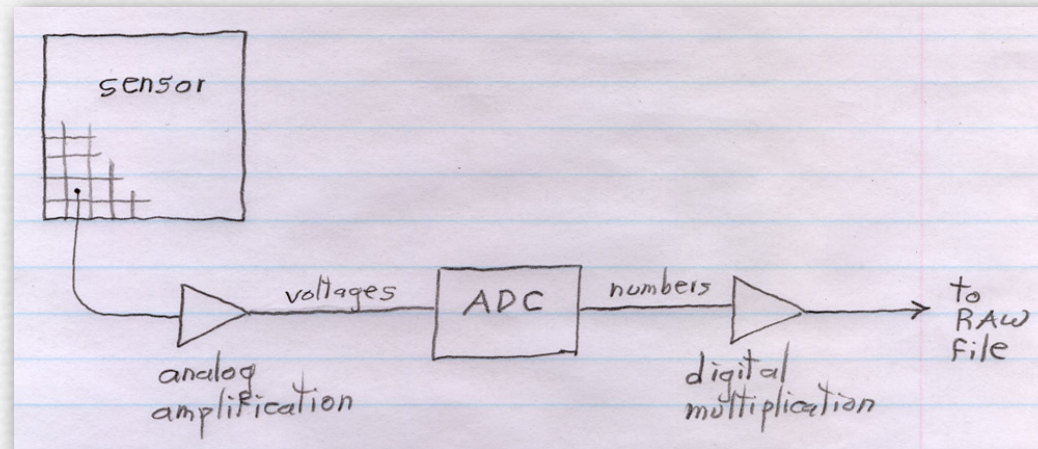 sensor
voltages
ADC
numbers
to
RAW
file
analog
amplification
digital
multiplication